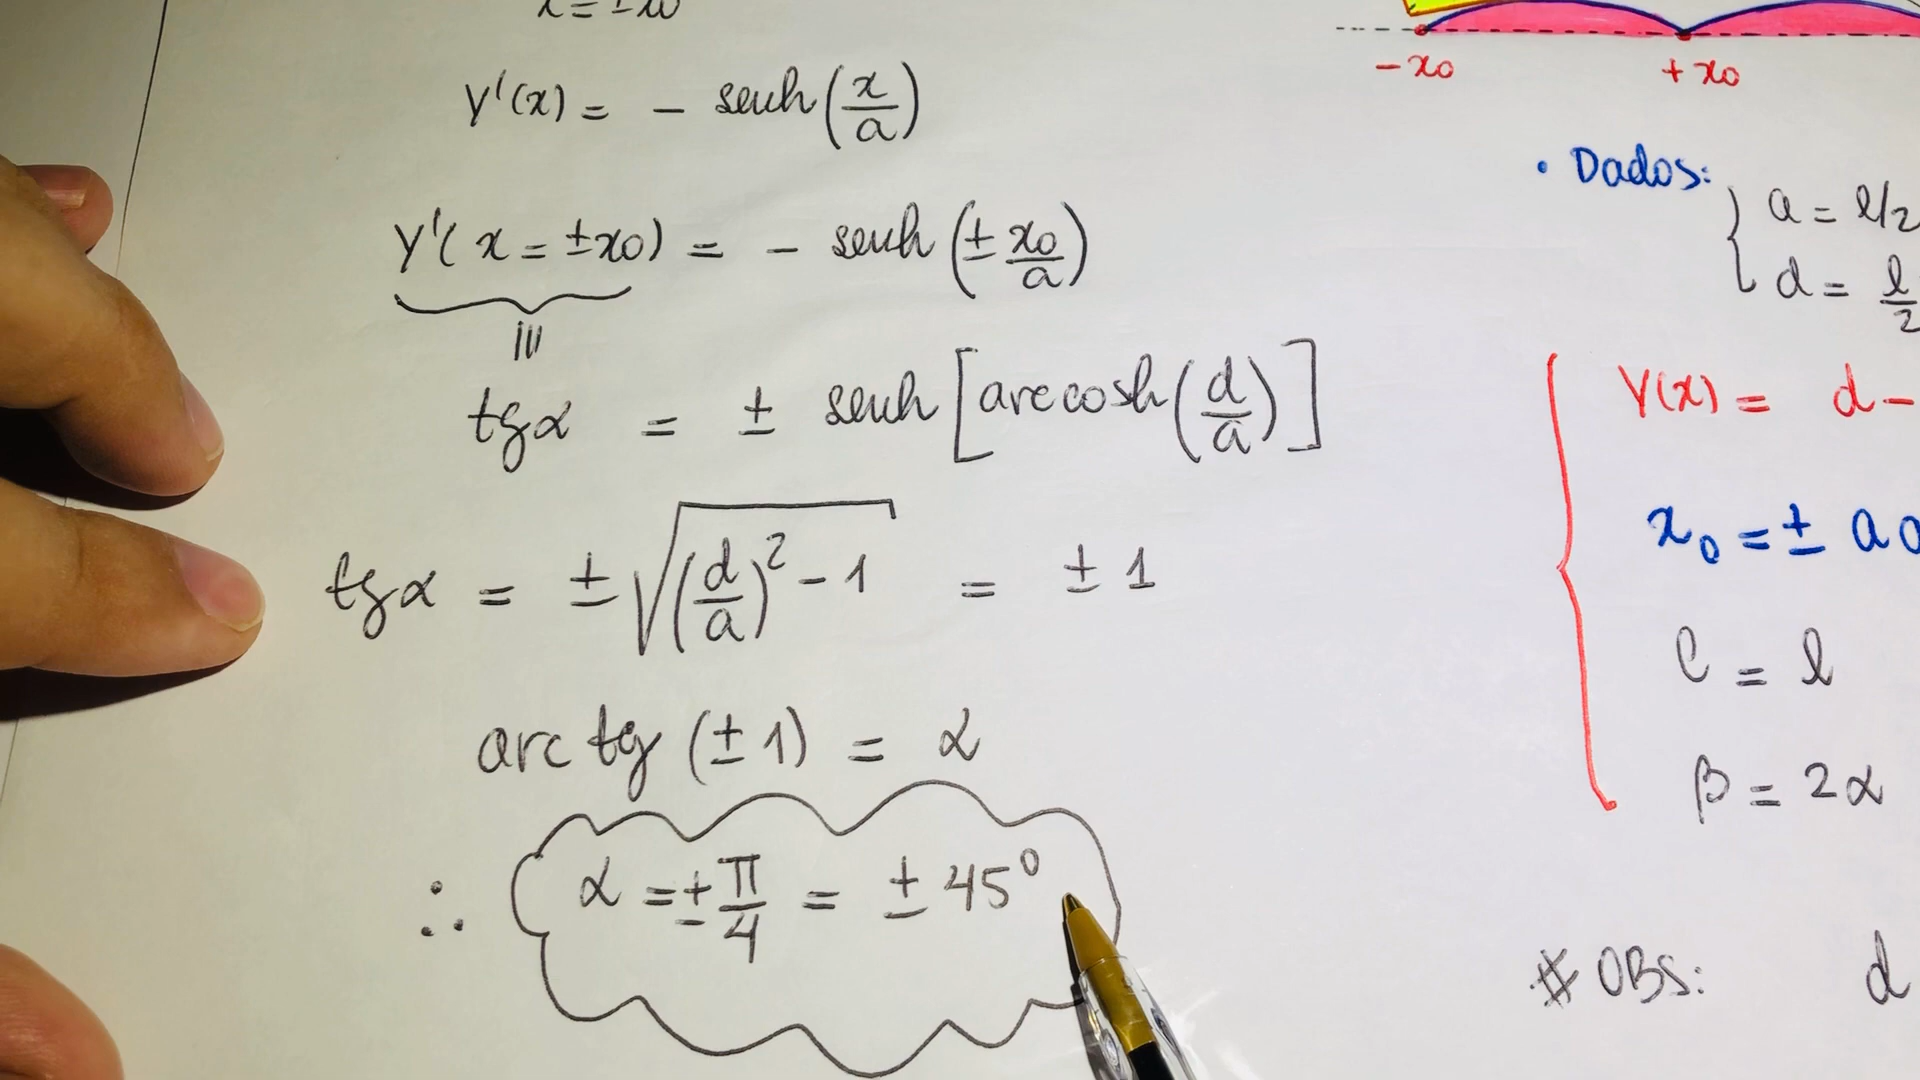 x = ±x0
y'(x) = - senh (x/a)
y'(x = ±x0) = - senh (± x0/a)
tgα = ± senh [arccosh (d/a)]
tgα = ± √((d/a)² - 1) = ± 1
arc tg (± 1) = α
∴ α = ± π/4 = ± 45°
- x0 + x0
• Dados:
a = l/2
d = l/2
y(x) = d -
x0 = ± a
C = l
β = 2α
# OBS: d